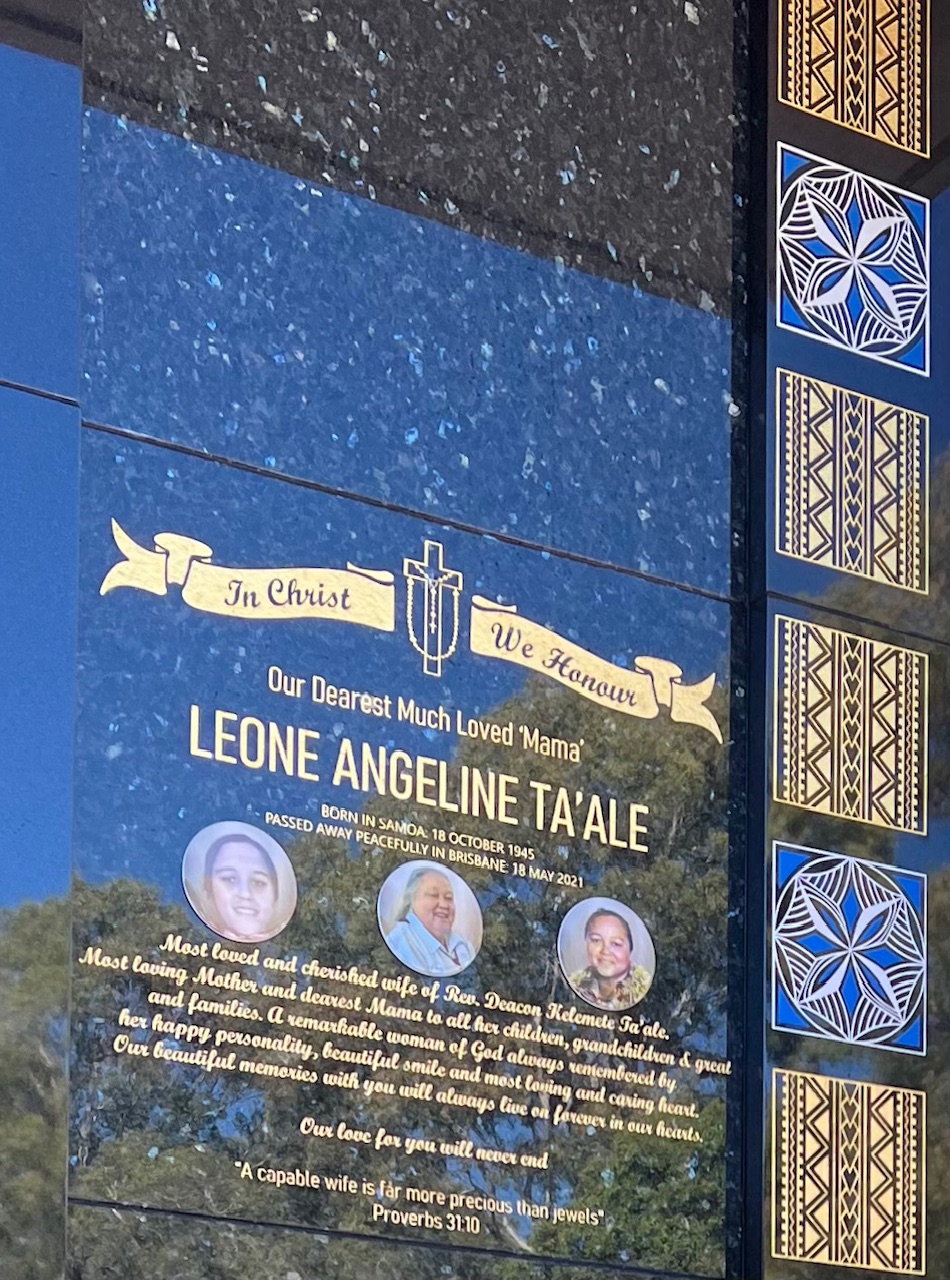 In Christ
We Honour
Our Dearest Much Loved 'Mama'
LEONE ANGELINE TA'ALE
BORN IN SAMOA: 18 OCTOBER 1945
PASSED AWAY PEACEFULLY IN BRISBANE: 18 MAY 2021
Most loved and cherished wife of Rev. Deacon Kelemete Ta'ale.
Most loving Mother and dearest Mama to all her children, grandchildren & great
and families. A remarkable woman of God always remembered by
her happy personality, beautiful smile and most loving and caring heart.
Our beautiful memories with you will always live on forever in our hearts.
Our love for you will never end
"A capable wife is far more precious than jewels"
Proverbs 31:10